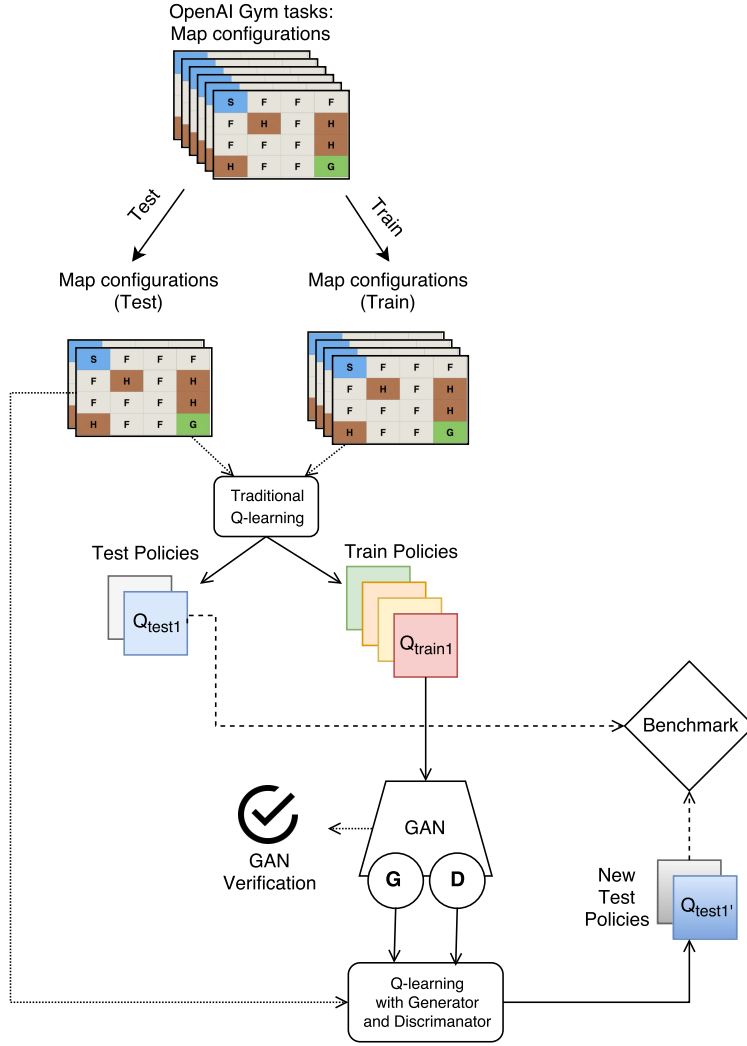 OpenAI Gym tasks:
Map configurations
S F F F
F H F H
F F F H
H F F G
Test
Train
Map configurations
(Test)
Map configurations
(Train)
S F F F
F H F H
F F F H
H F F G
S F F F
F H F H
F F F H
H F F G
Traditional
Q-learning
Test Policies
Train Policies
Qtest1
Qtrain1
Benchmark
GAN
GAN
Verification
G
D
New
Test
Policies
Qtest1'
Q-learning
with Generator
and Discrimanator